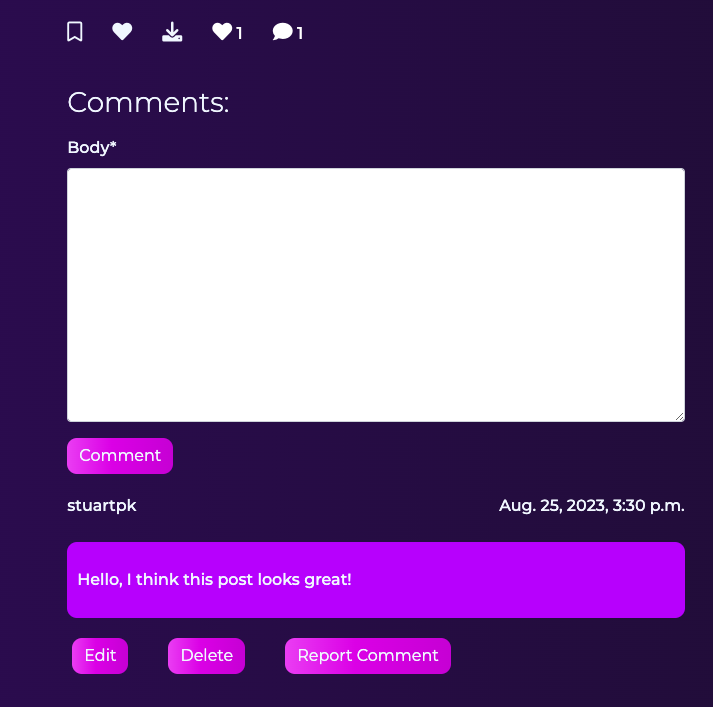 1 1
Comments:
Body*
Comment
stuartpk Aug. 25, 2023, 3:30 p.m.
Hello, I think this post looks great!
Edit Delete Report Comment